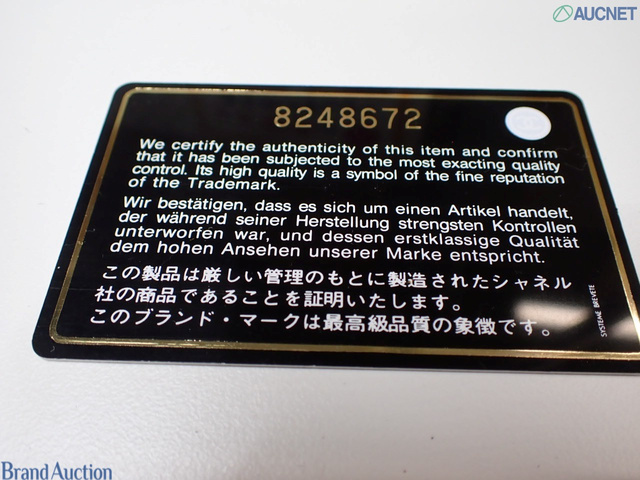 AUCNET
8248672
We certify the authenticity of this item and confirm
that it has been subjected to the most exacting quality
control. Its high quality is a symbol of the fine reputation
of the Trademark.
Wir bestätigen, dass es sich um einen Artikel handelt,
der während seiner Herstellung strengsten Kontrollen
unterworfen war, und dessen erstklassige Qualität
dem hohen Ansehen unserer Marke entspricht.
この製品は厳しい管理のもとに製造されたシャネル
社の商品であることを証明いたします。
このブランド・マークは最高級品質の象徴です。
SYSTEME BREVETE
Brand Auction